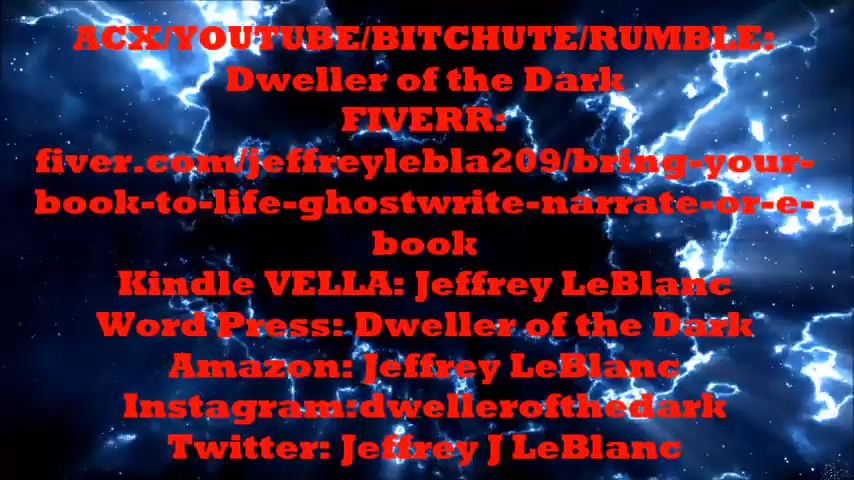 ACX/YOUTUBE/BITCHUTE/RUMBLE:
Dweller of the Dark
FIVERR:
fiver.com/jeffreylebla209/bring-your-
book-to-life-ghostwrite-narrate-or-e-
book
Kindle VELLA: Jeffrey LeBlanc
Word Press: Dweller of the Dark
Amazon: Jeffrey LeBlanc
Instagram:dwellerofthedark
Twitter: Jeffrey J LeBlanc